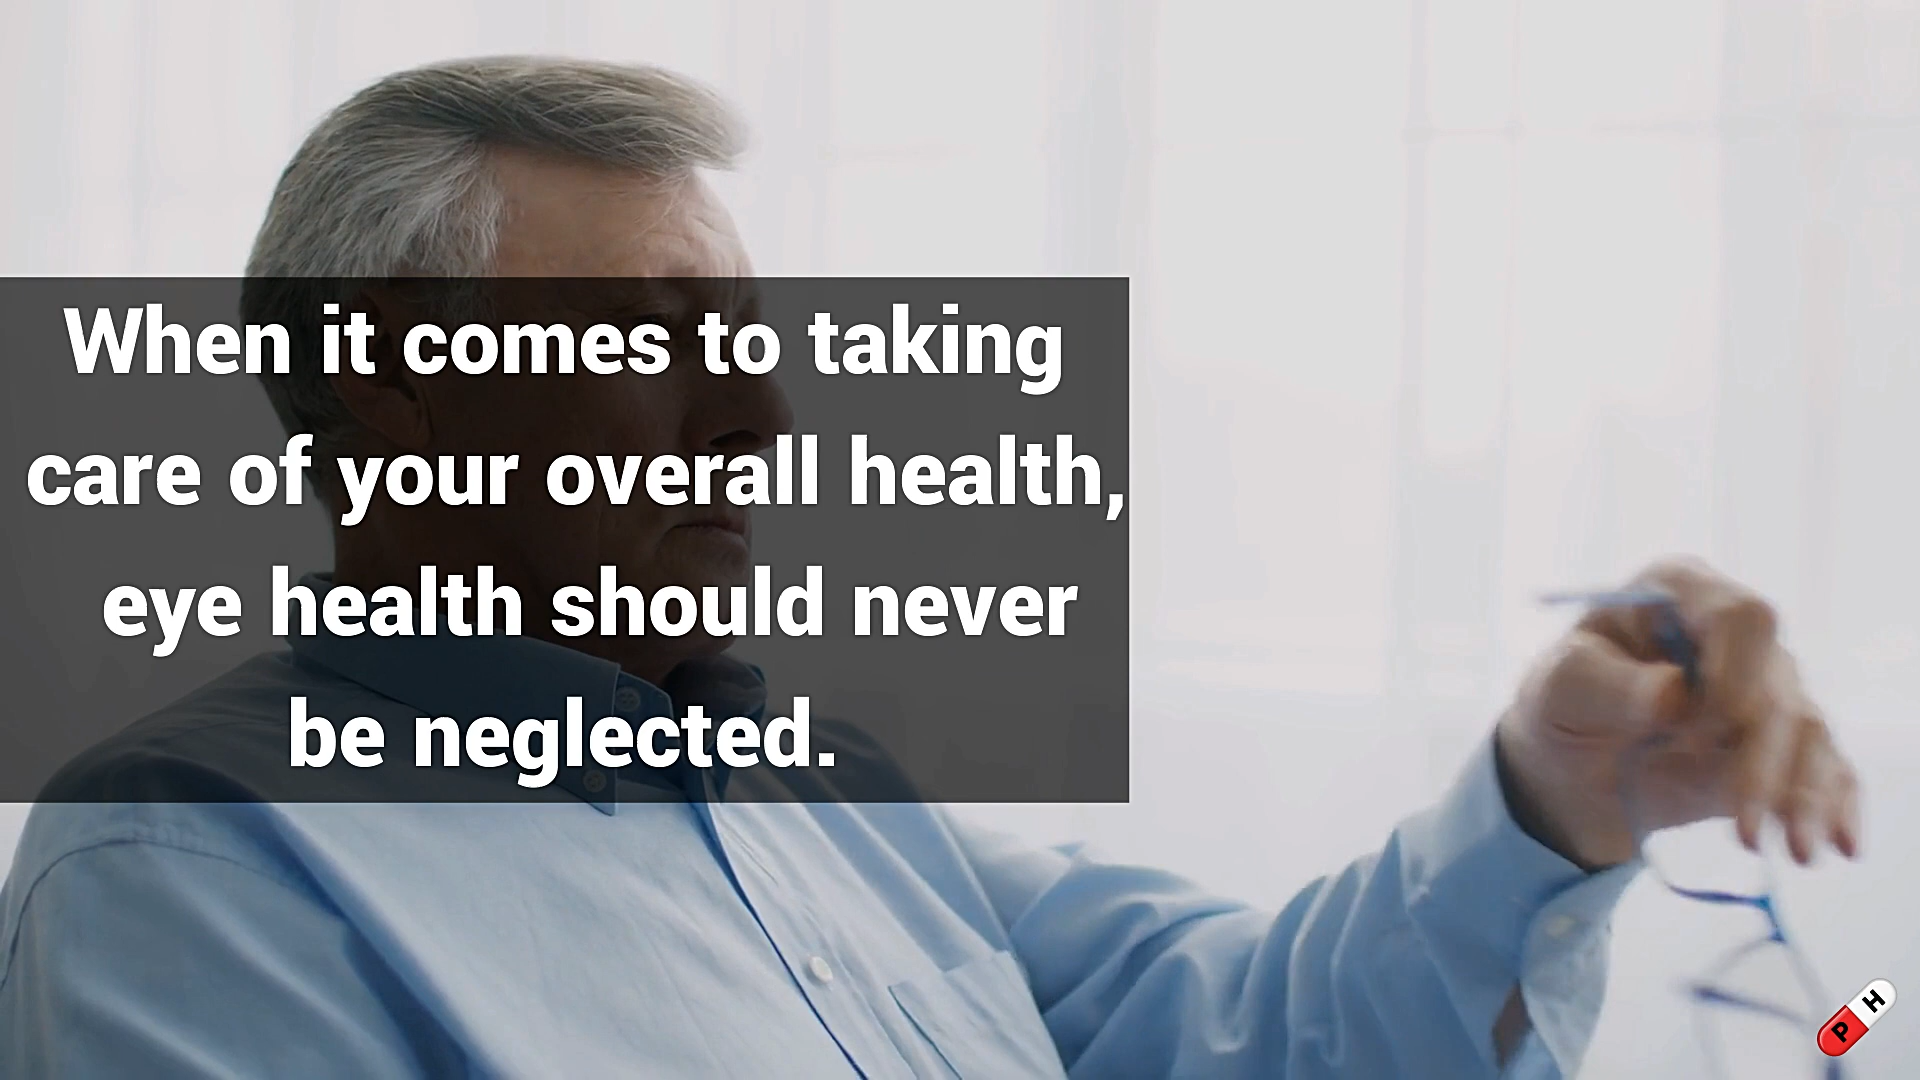 When it comes to taking
care of your overall health,
eye health should never
be neglected.
P H